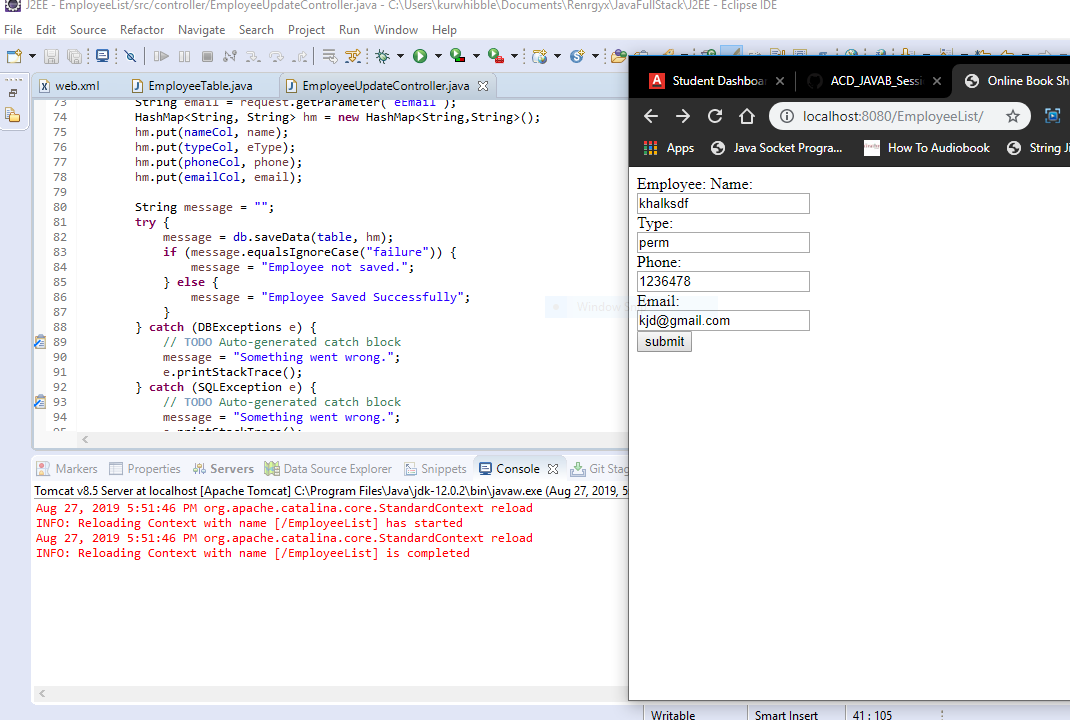 J2EE - EmployeeList/src/controller/EmployeeUpdateController.java - C:\Users\kurwhibble\Documents\Renrgyx\JavaFullStack\J2EE - Eclipse IDE
File Edit Source Refactor Navigate Search Project Run Window Help
web.xml EmployeeTable.java EmployeeUpdateController.java
73 String email = request.getParameter("eEmail");
74 HashMap<String, String> hm = new HashMap<String,String>();
75 hm.put(nameCol, name);
76 hm.put(typeCol, eType);
77 hm.put(phoneCol, phone);
78 hm.put(emailCol, email);
79
80 String message = "";
81 try {
82 message = db.saveData(table, hm);
83 if (message.equalsIgnoreCase("failure")) {
84 message = "Employee not saved.";
85 } else {
86 message = "Employee Saved Successfully";
87 }
88 } catch (DBExceptions e) {
89 // TODO Auto-generated catch block
90 message = "Something went wrong.";
91 e.printStackTrace();
92 } catch (SQLException e) {
93 // TODO Auto-generated catch block
94 message = "Something went wrong.";
95 e.printStackTrace();
Markers Properties Servers Data Source Explorer Snippets Console Git Stag
Tomcat v8.5 Server at localhost [Apache Tomcat] C:\Program Files\Java\jdk-12.0.2\bin\javaw.exe (Aug 27, 2019, 5
Aug 27, 2019 5:51:46 PM org.apache.catalina.core.StandardContext reload
INFO: Reloading Context with name [/EmployeeList] has started
Aug 27, 2019 5:51:46 PM org.apache.catalina.core.StandardContext reload
INFO: Reloading Context with name [/EmployeeList] is completed
Writable Smart Insert 41 : 105
Student Dashboa ACD_JAVAB_Sessi Online Book Sh
localhost:8080/EmployeeList/
Apps Java Socket Progra... How To Audiobook String Ji
Employee: Name:
khalksdf
Type:
perm
Phone:
1236478
Email:
kjd@gmail.com
submit
Window S